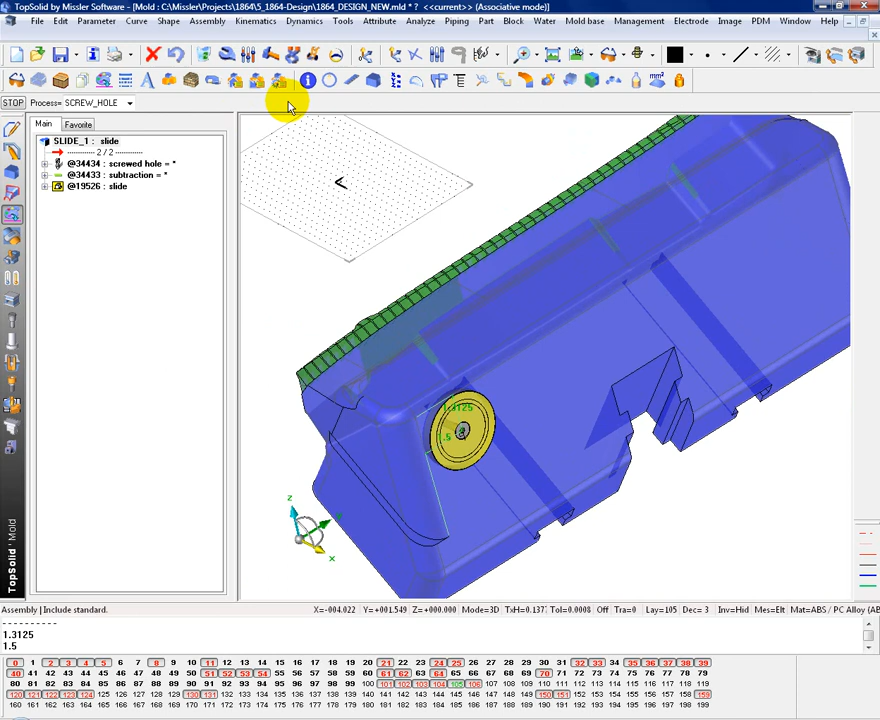 TopSolid by Missler Software - [Mold : C:\Missler\Projects\1864\5_1864-Design\1864_DESIGN_NEW.mld * ? <<current>> (Associative mode)]
File Edit Parameter Curve Shape Assembly Kinematics Dynamics Tools Attribute Analyze Piping Part Block Water Mold base Management Electrode Image PDM Window Help
STOP Process= SCREW_HOLE
Main Favorite
SLIDE_1 : slide
---------- 2 / 2 ----------
@34434 : screwed hole = *
@34433 : subtraction = *
@19526 : slide
1.3125
1.5
z
x
TopSolid 'Mold
Assembly | Include standard. X=-004.022 Y=+001.549 Z=+000.000 Mode=3D TxH=0.137 Tol=0.0008 Off Tra=0 Lay=105 Dec= 3 Inv=Hid Mes=Elt Mat=ABS / PC Alloy (AB
----------
1.3125
1.5
0 1 2 3 4 5 6 7 8 9 10 11 12 13 14 15 16 17 18 19 20 21 22 23 24 25 26 27 28 29 30 31 32 33 34 35 36 37 38 39
40 41 42 43 44 45 46 47 48 49 50 51 52 53 54 55 56 57 58 59 60 61 62 63 64 65 66 67 68 69 70 71 72 73 74 75 76 77 78 79
80 81 82 83 84 85 86 87 88 89 90 91 92 93 94 95 96 97 98 99 100 101 102 103 104 105 106 107 108 109 110 111 112 113 114 115 116 117 118 119
120 121 122 123 124 125 126 127 128 129 130 131 132 133 134 135 136 137 138 139 140 141 142 143 144 145 146 147 148 149 150 151 152 153 154 155 156 157 158 159
160 161 162 163 164 165 166 167 168 169 170 171 172 173 174 175 176 177 178 179 180 181 182 183 184 185 186 187 188 189 190 191 192 193 194 195 196 197 198 199